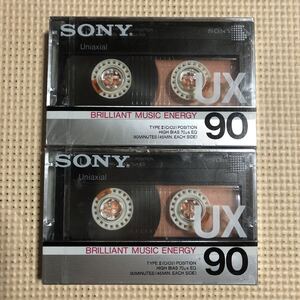 SONY
SONY
Uniaxial
UX
BRILLIANT MUSIC ENERGY
90
TYPE II (CrO2) POSITION
HIGH BIAS 70μs EQ
90MINUTES (45MIN. EACH SIDE)
SONY
Uniaxial
UX
BRILLIANT MUSIC ENERGY
90
TYPE II (CrO2) POSITION
HIGH BIAS 70μs EQ
90MINUTES (45MIN. EACH SIDE)